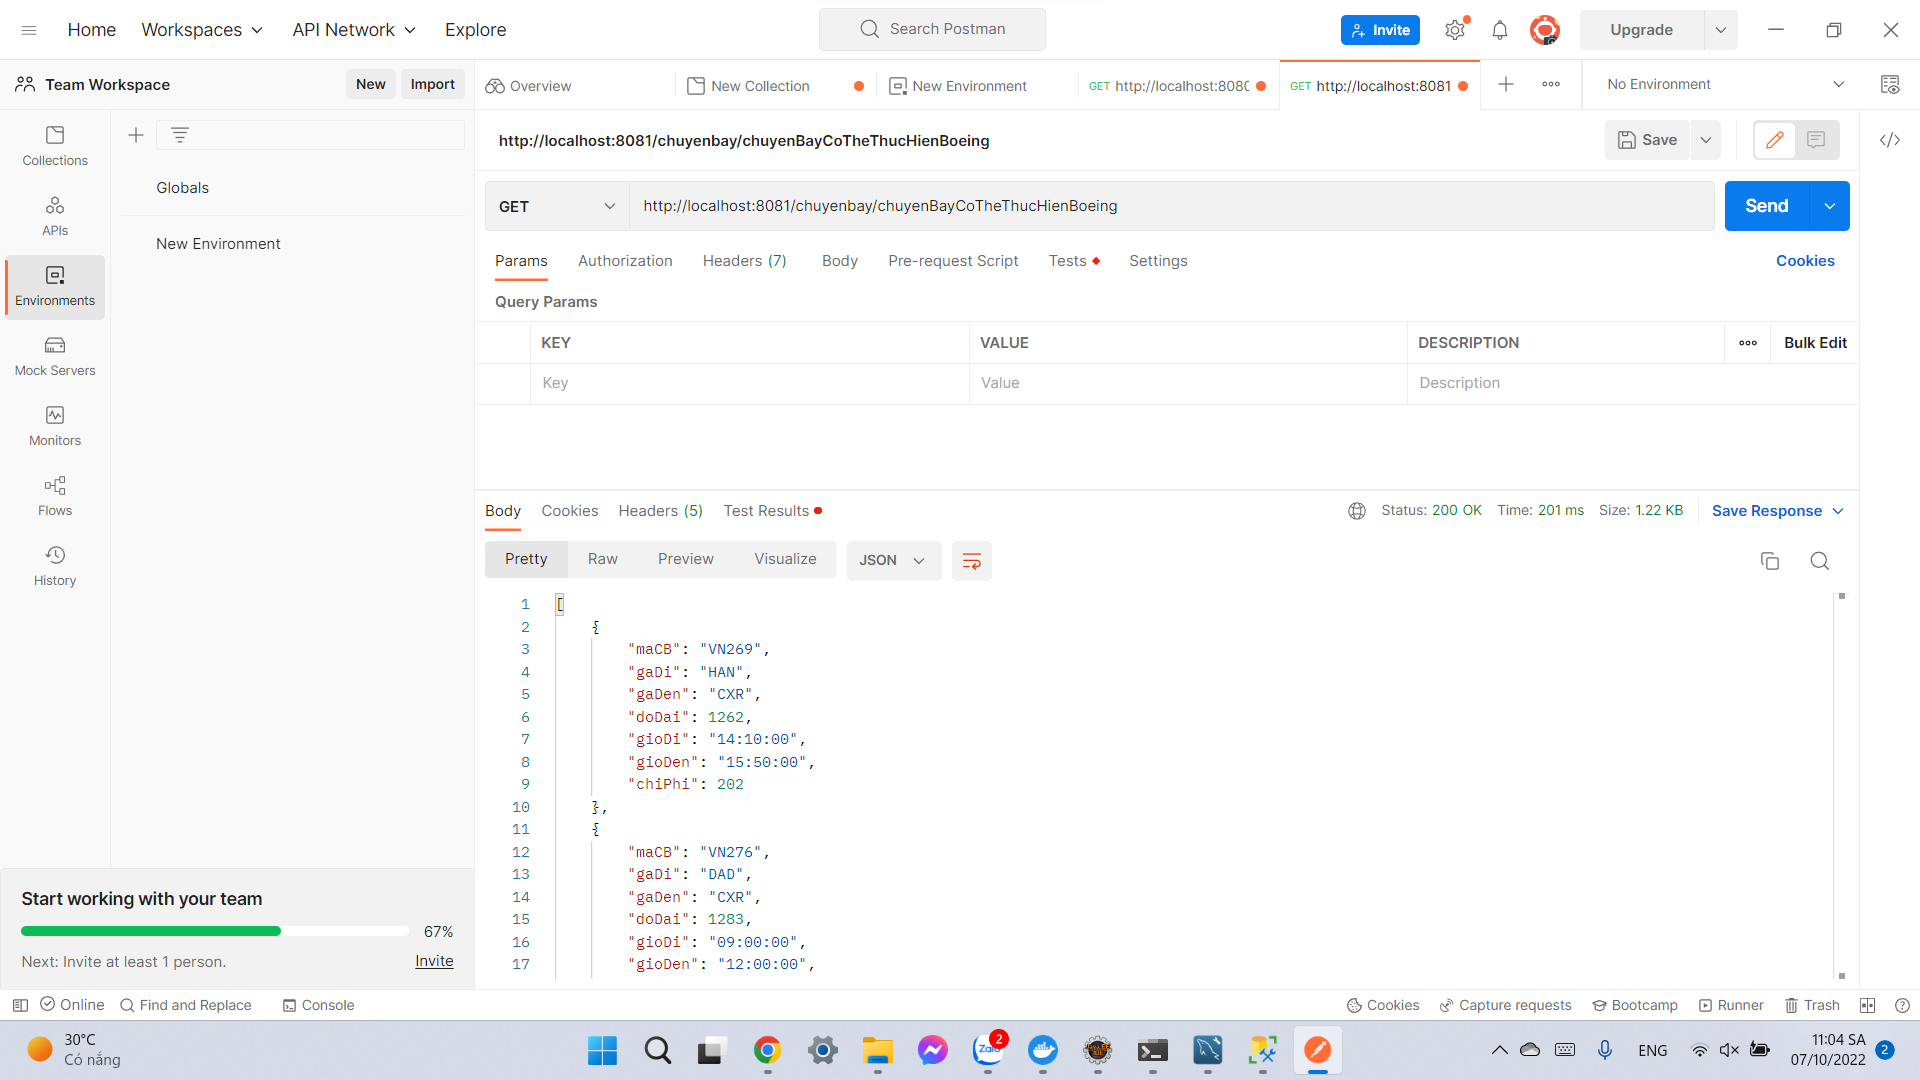 Home
Workspaces
API Network
Explore
Search Postman
Invite
Upgrade
Team Workspace
New
Import
Overview
New Collection
New Environment
GET http://localhost:8080
GET http://localhost:8081
No Environment
Collections
APIs
Environments
Mock Servers
Monitors
Flows
History
Globals
New Environment
http://localhost:8081/chuyenbay/chuyenBayCoTheThucHienBoeing
Save
GET
http://localhost:8081/chuyenbay/chuyenBayCoTheThucHienBoeing
Send
Params
Authorization
Headers (7)
Body
Pre-request Script
Tests
Settings
Cookies
Query Params
KEY
VALUE
DESCRIPTION
Bulk Edit
Key
Value
Description
Body
Cookies
Headers (5)
Test Results
Status: 200 OK
Time: 201 ms
Size: 1.22 KB
Save Response
Pretty
Raw
Preview
Visualize
JSON
1 [
2 {
3 "maCB": "VN269",
4 "gaDi": "HAN",
5 "gaDen": "CXR",
6 "doDai": 1262,
7 "gioDi": "14:10:00",
8 "gioDen": "15:50:00",
9 "chiPhi": 202
10 },
11 {
12 "maCB": "VN276",
13 "gaDi": "DAD",
14 "gaDen": "CXR",
15 "doDai": 1283,
16 "gioDi": "09:00:00",
17 "gioDen": "12:00:00",
Start working with your team
67%
Next: Invite at least 1 person.
Invite
Online
Find and Replace
Console
Cookies
Capture requests
Bootcamp
Runner
Trash
30°C
Có nắng
Zalo
2
ENG
11:04 SA
07/10/2022
2